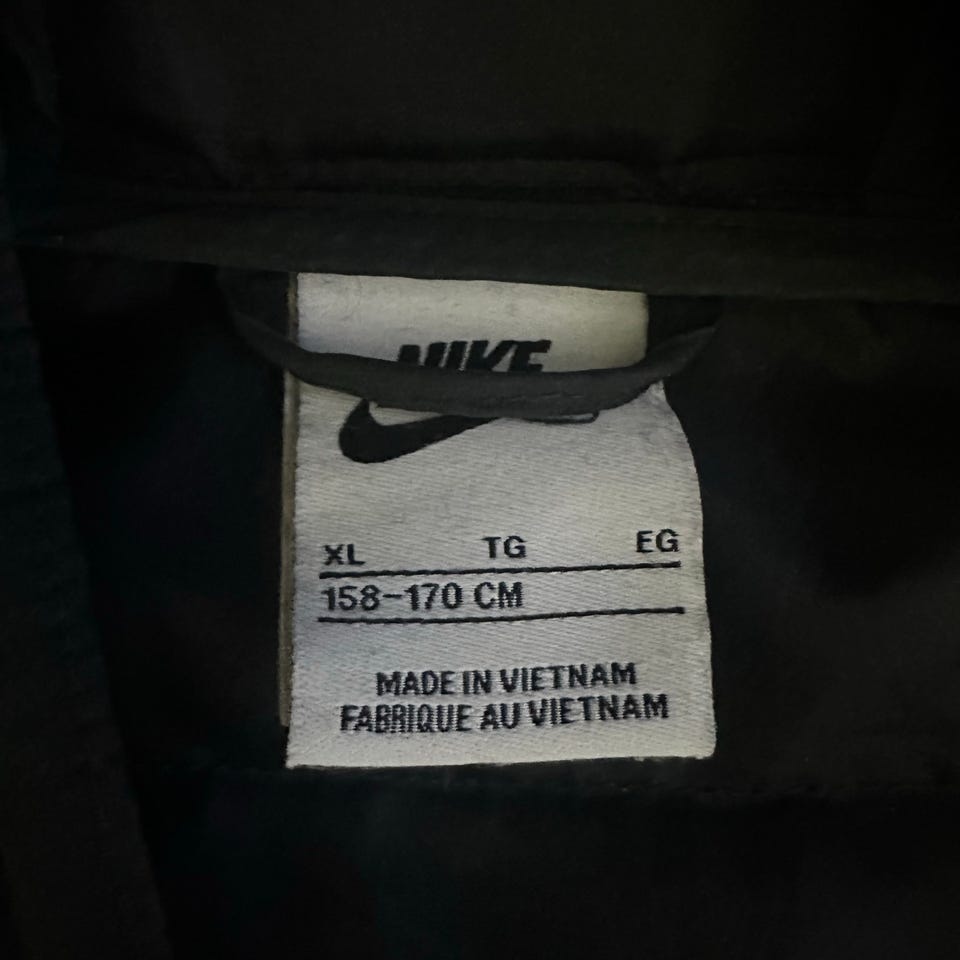 NIKE
XL TG EG
158-170 CM
MADE IN VIETNAM
FABRIQUE AU VIETNAM